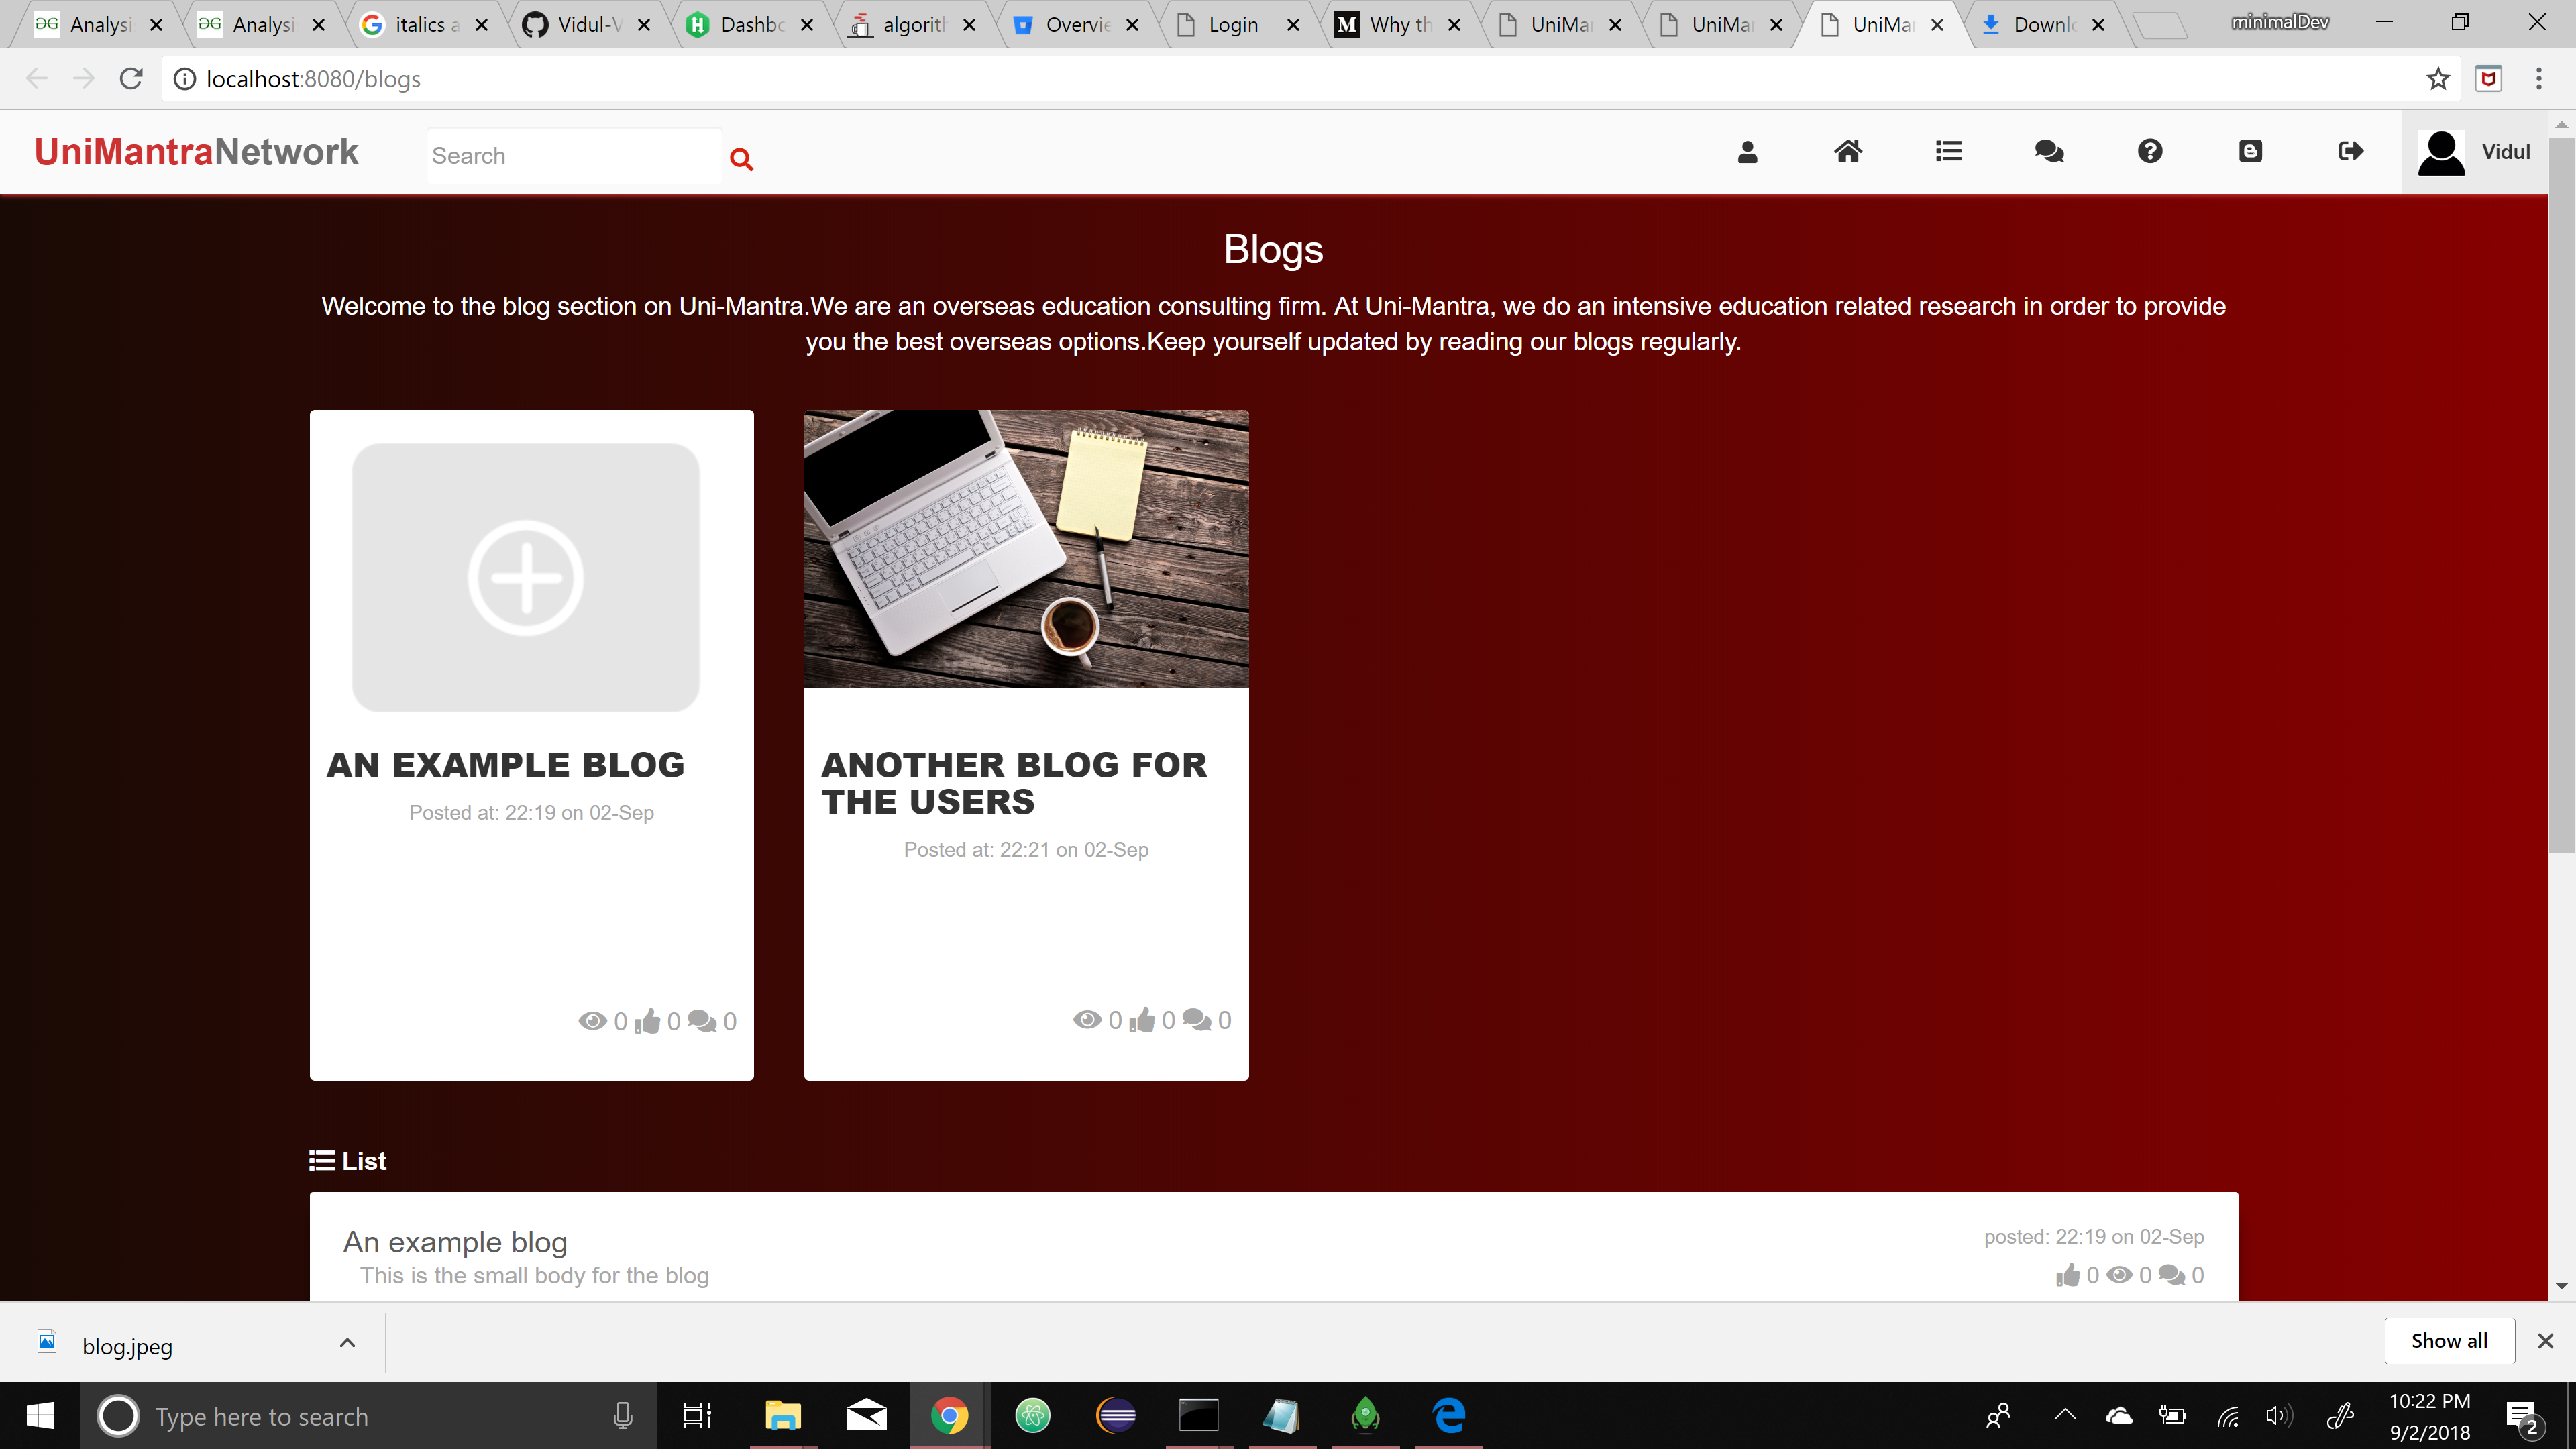 Analysi
Analysi
italics a
Vidul-V
Dashbo
algorith
Overvie
Login
Why th
UniMan
UniMan
UniMan
Downlo
minimalDev
localhost:8080/blogs
UniMantraNetwork
Search
Vidul
Blogs
Welcome to the blog section on Uni-Mantra.We are an overseas education consulting firm. At Uni-Mantra, we do an intensive education related research in order to provide
you the best overseas options.Keep yourself updated by reading our blogs regularly.
AN EXAMPLE BLOG
Posted at: 22:19 on 02-Sep
0 0 0
ANOTHER BLOG FOR
THE USERS
Posted at: 22:21 on 02-Sep
0 0 0
List
An example blog
posted: 22:19 on 02-Sep
This is the small body for the blog
0 0 0
blog.jpeg
Show all
Type here to search
10:22 PM
9/2/2018
2